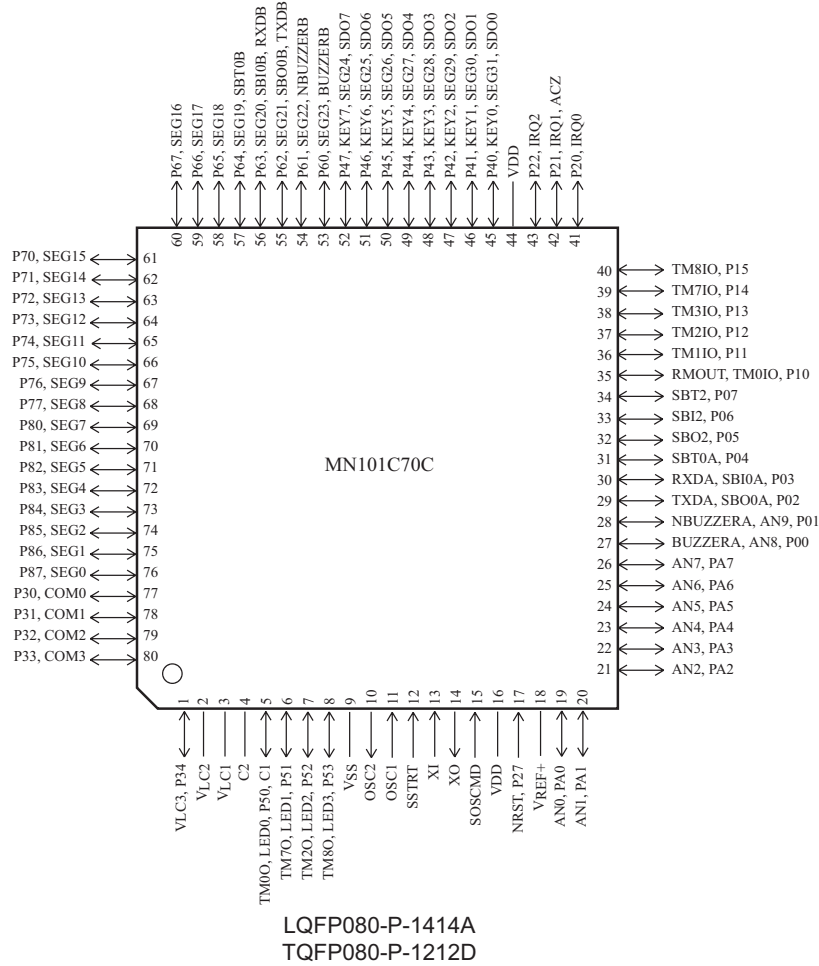 P67, SEG16
P66, SEG17
P65, SEG18
P64, SEG19, SBT0B
P63, SEG20, SBI0B, RXDB
P62, SEG21, SBO0B, TXDB
P61, SEG22, NBUZZERB
P60, SEG23, BUZZERB
P47, KEY7, SEG24, SDO7
P46, KEY6, SEG25, SDO6
P45, KEY5, SEG26, SDO5
P44, KEY4, SEG27, SDO4
P43, KEY3, SEG28, SDO3
P42, KEY2, SEG29, SDO2
P41, KEY1, SEG30, SDO1
P40, KEY0, SEG31, SDO0
VDD
P22, IRQ2
P21, IRQ1, ACZ
P20, IRQ0
60 59 58 57 56 55 54 53 52 51 50 49 48 47 46 45 44 43 42 41
P70, SEG15 61
P71, SEG14 62
P72, SEG13 63
P73, SEG12 64
P74, SEG11 65
P75, SEG10 66
P76, SEG9 67
P77, SEG8 68
P80, SEG7 69
P81, SEG6 70
P82, SEG5 71
P83, SEG4 72
P84, SEG3 73
P85, SEG2 74
P86, SEG1 75
P87, SEG0 76
P30, COM0 77
P31, COM1 78
P32, COM2 79
P33, COM3 80
MN101C70C
40 TM8IO, P15
39 TM7IO, P14
38 TM3IO, P13
37 TM2IO, P12
36 TM1IO, P11
35 RMOUT, TM0IO, P10
34 SBT2, P07
33 SBI2, P06
32 SBO2, P05
31 SBT0A, P04
30 RXDA, SBI0A, P03
29 TXDA, SBO0A, P02
28 NBUZZERA, AN9, P01
27 BUZZERA, AN8, P00
26 AN7, PA7
25 AN6, PA6
24 AN5, PA5
23 AN4, PA4
22 AN3, PA3
21 AN2, PA2
1 2 3 4 5 6 7 8 9 10 11 12 13 14 15 16 17 18 19 20
VLC3, P34
VLC2
VLC1
C2
TM0O, LED0, P50, C1
TM7O, LED1, P51
TM2O, LED2, P52
TM8O, LED3, P53
VSS
OSC2
OSC1
SSTRT
XI
XO
SOSCMD
VDD
NRST, P27
VREF+
AN0, PA0
AN1, PA1
LQFP080-P-1414A
TQFP080-P-1212D